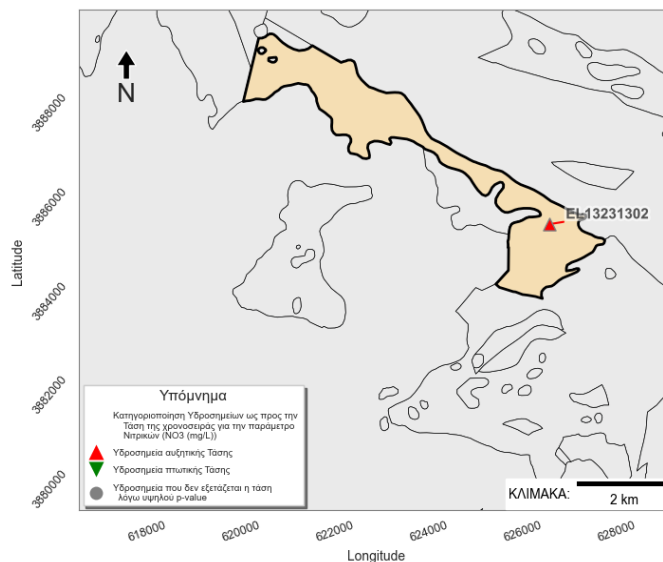 N
3888000
3886000
3884000
3882000
3880000
Latitude
EL13231302
Υπόμνημα
Κατηγοριοποίηση Υδροσημείων ως προς την
Τάση της χρονοσειράς για την παράμετρο
Νιτρικών (NO3 (mg/L))
Υδροσημεία αυξητικής Τάσης
Υδροσημεία πτωτικής Τάσης
Υδροσημεία που δεν εξετάζεται η τάση
λόγω υψηλού p-value
ΚΛΙΜΑΚΑ:
2 km
618000
620000
622000
624000
626000
628000
Longitude